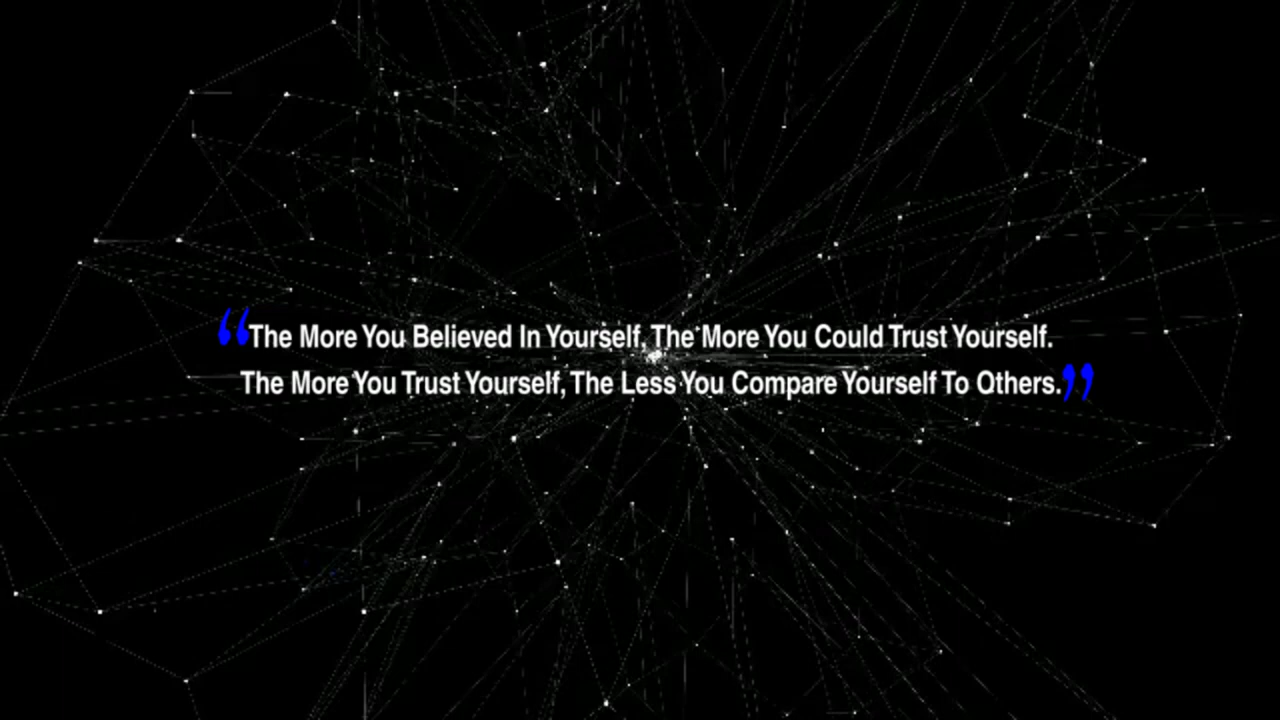 “The More You Believed In Yourself, The More You Could Trust Yourself.
The More You Trust Yourself, The Less You Compare Yourself To Others.”